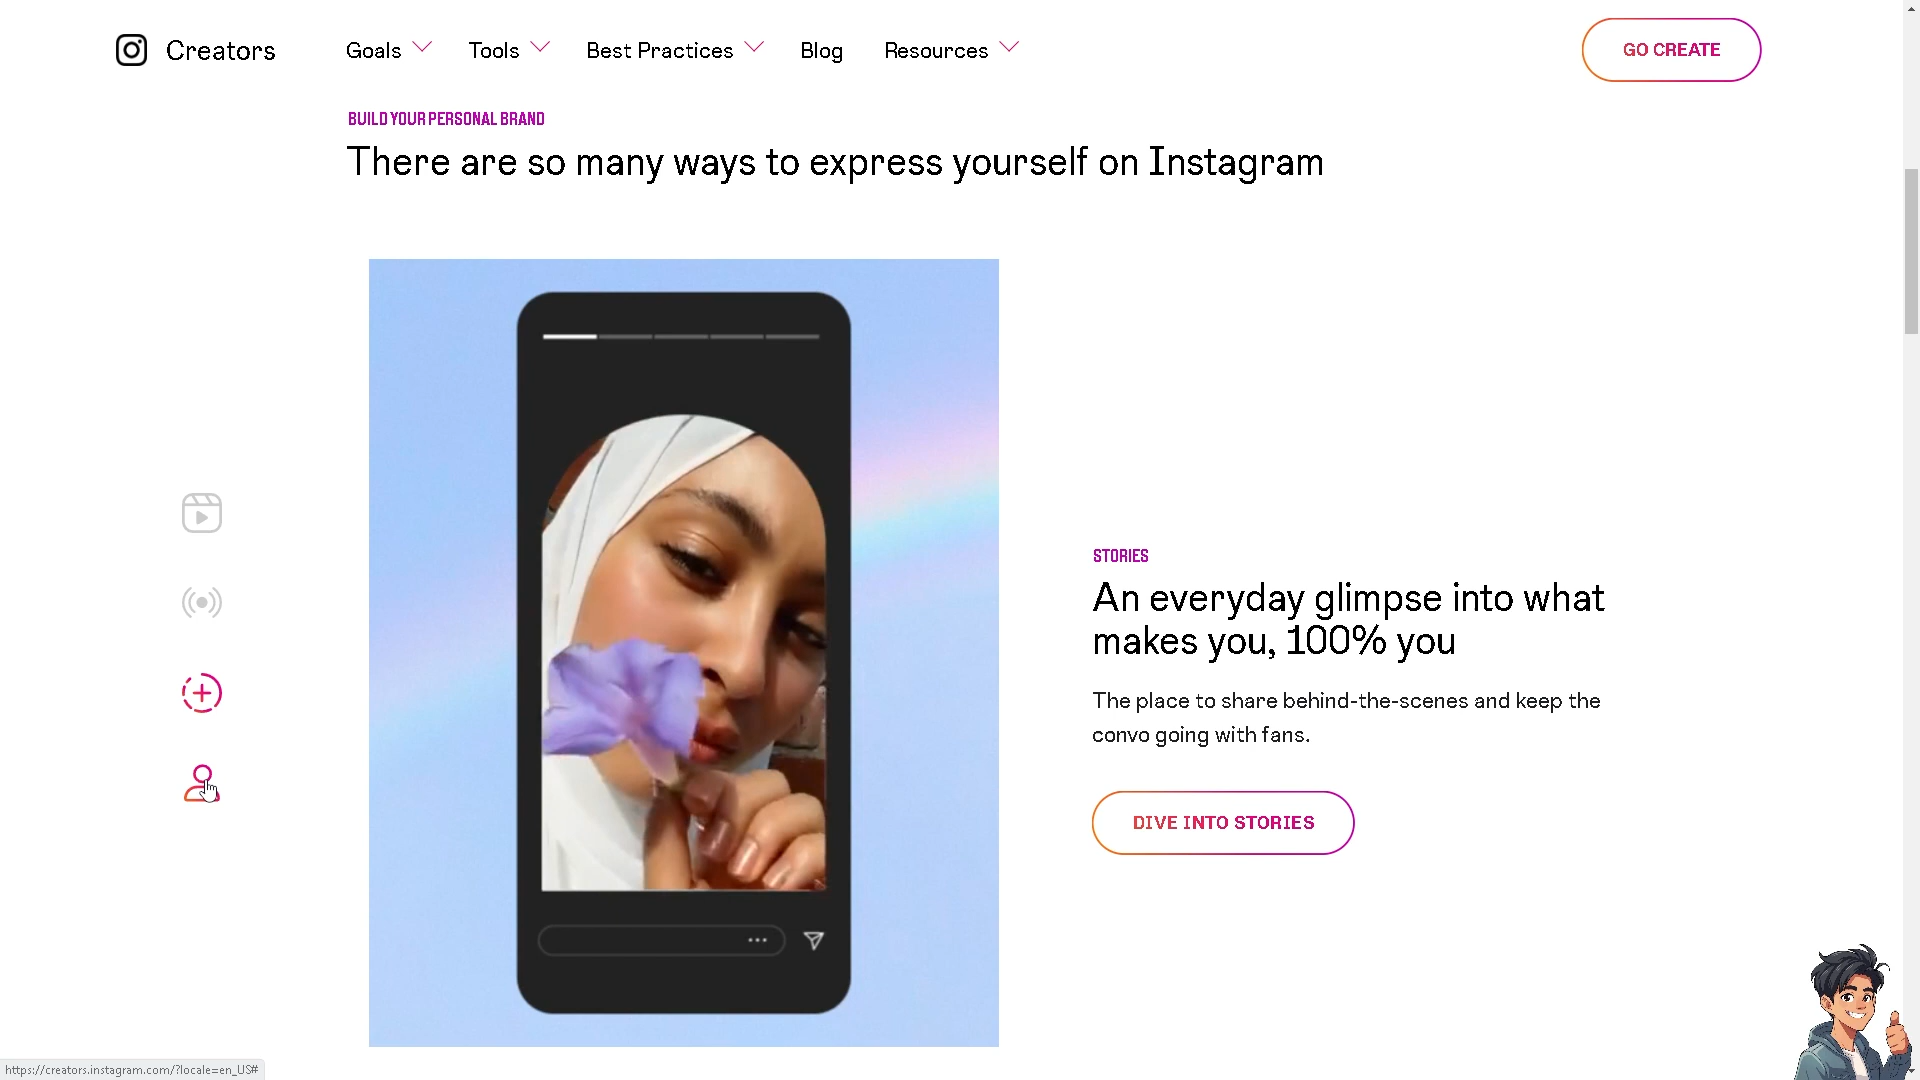 Creators
Goals
Tools
Best Practices
Blog
Resources
GO CREATE
BUILD YOUR PERSONAL BRAND
There are so many ways to express yourself on Instagram
STORIES
An everyday glimpse into what
makes you, 100% you
The place to share behind-the-scenes and keep the
convo going with fans.
DIVE INTO STORIES
https://creators.instagram.com/?locale=en_US#